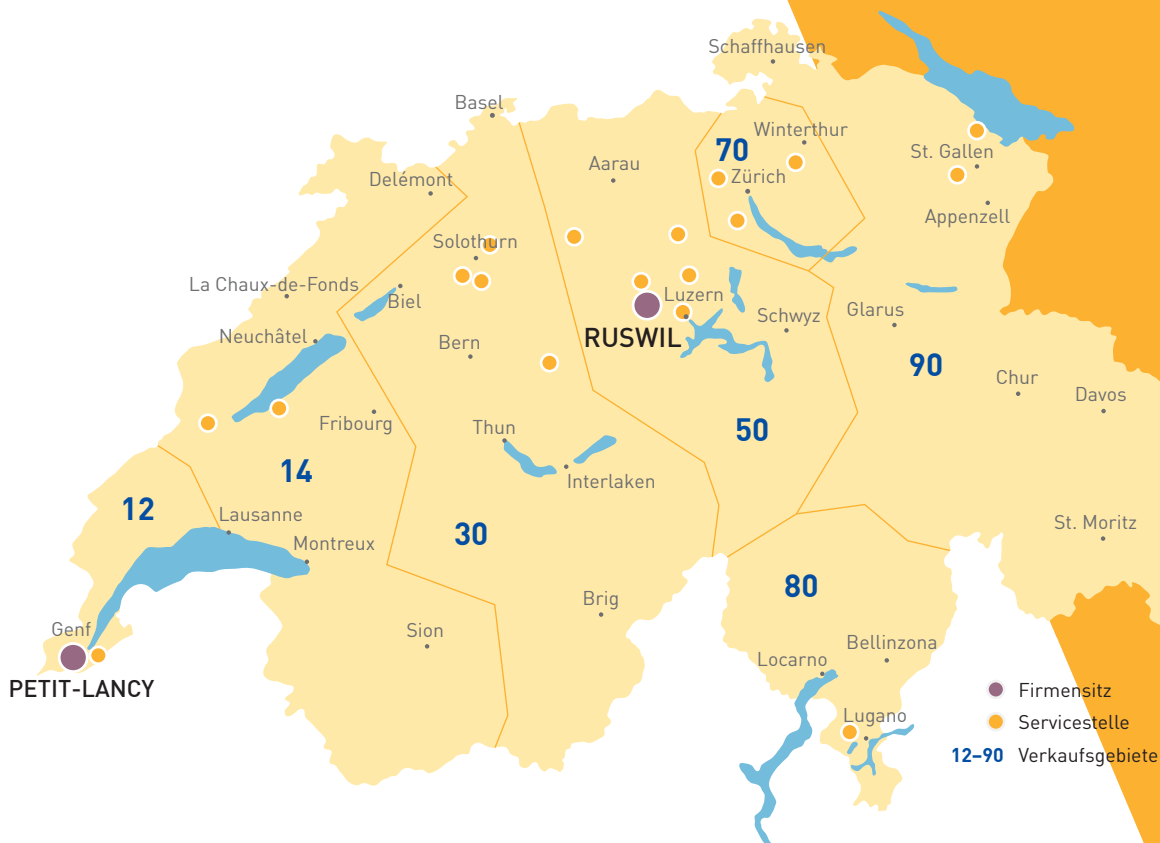 Schaffhausen
Basel
Winterthur
70
St. Gallen
Aarau
Zürich
Delémont
Appenzell
Solothurn
La Chaux-de-Fonds
Biel
Luzern
Glarus
Schwyz
Neuchâtel
RUSWIL
Bern
90
Chur
Davos
Fribourg
Thun
50
14
Interlaken
12
Lausanne
30
St. Moritz
Montreux
80
Brig
Genf
Sion
Bellinzona
Locarno
PETIT-LANCY
Lugano
Firmensitz
Servicestelle
12–90 Verkaufsgebiete